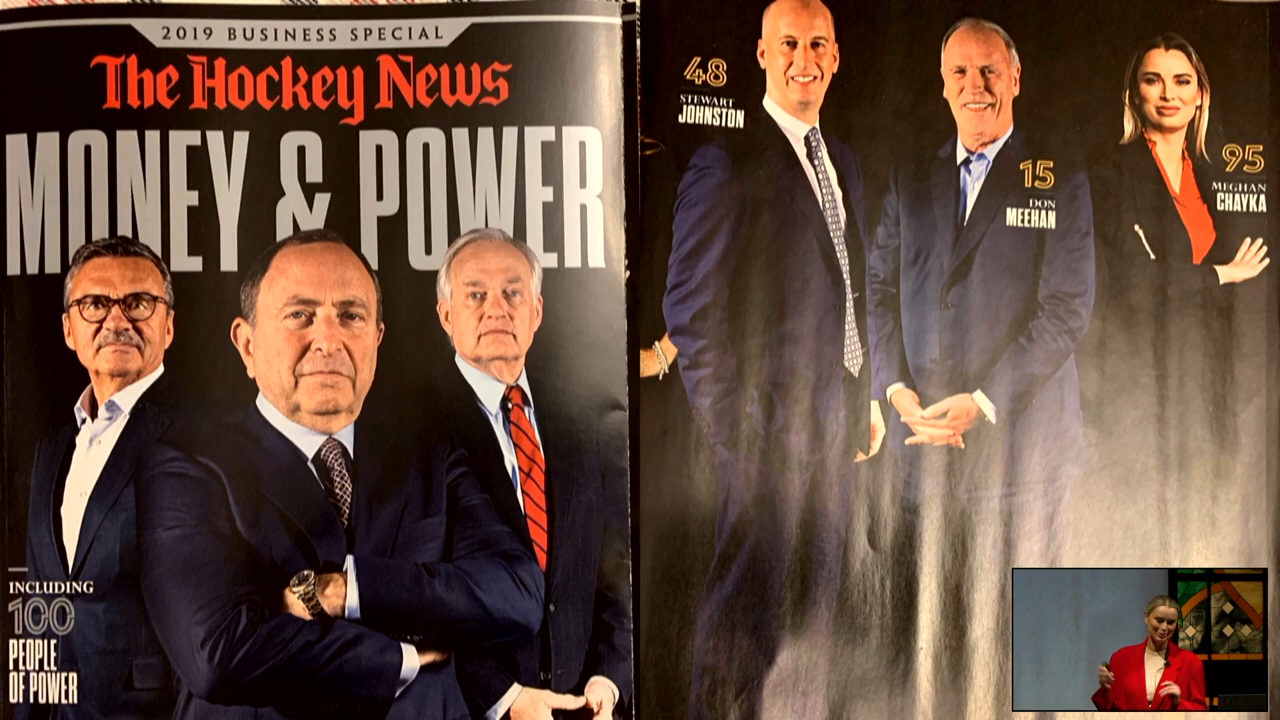 2019 BUSINESS SPECIAL
The Hockey News
MONEY & POWER
INCLUDING
100
PEOPLE
OF POWER
48
STEWART
JOHNSTON
15
DON
MEEHAN
95
MEGHAN
CHAYKA